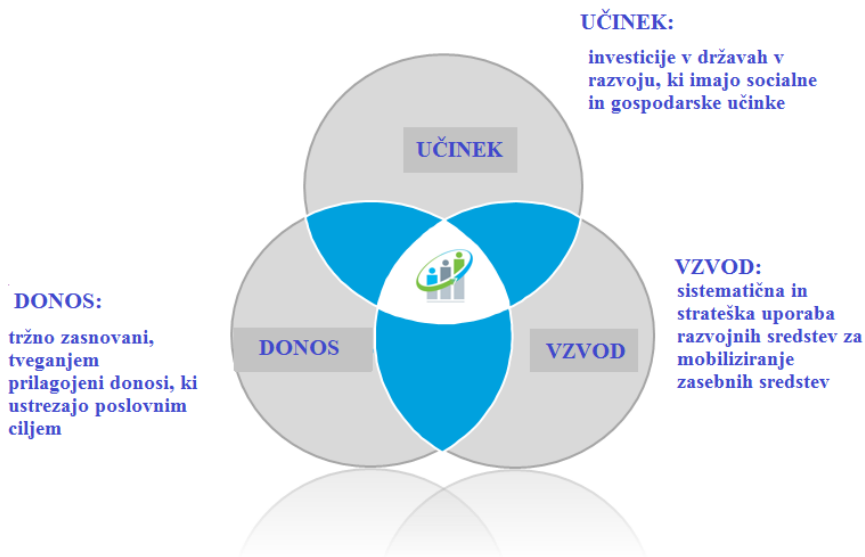 UČINEK:
investicije v državah v
razvoju, ki imajo socialne
in gospodarske učinke
UČINEK
DONOS:
tržno zasnovani,
tveganjem
prilagojeni donosi, ki
ustrezajo poslovnim
ciljem
DONOS
VZVOD
VZVOD:
sistematična in
strateška uporaba
razvojnih sredstev za
mobiliziranje
zasebnih sredstev